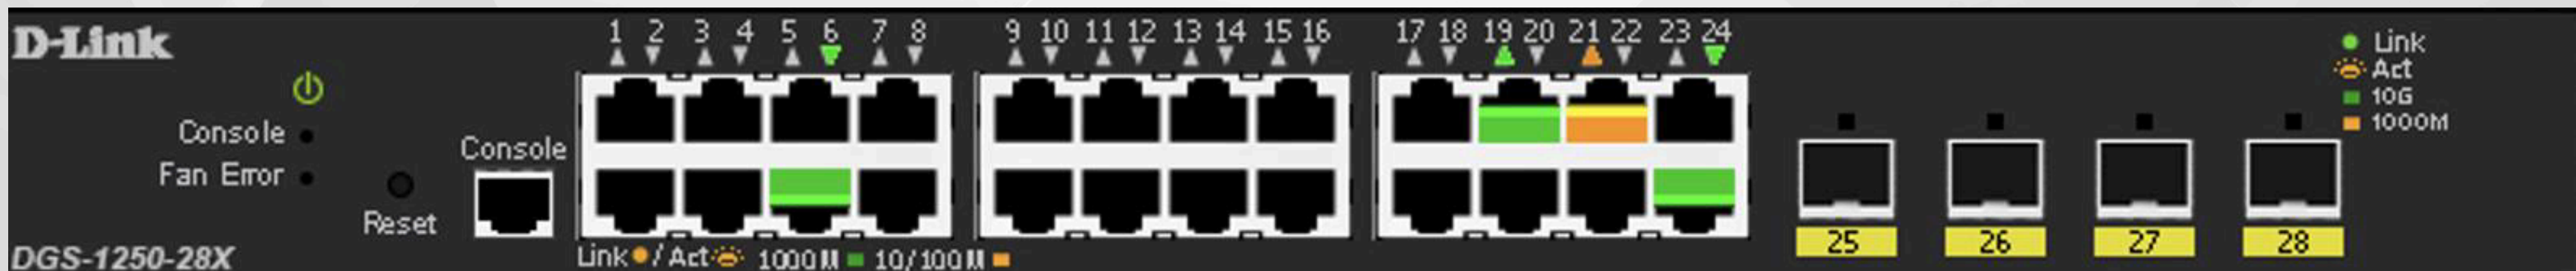 D-Link
1 2 3 4 5 6 7 8 9 10 11 12 13 14 15 16 17 18 19 20 21 22 23 24
Link
Act
10G
1000M
Console
Fan Error
Console
Reset
25 26 27 28
DGS-1250-28X
Link / Act 1000M 10/100M